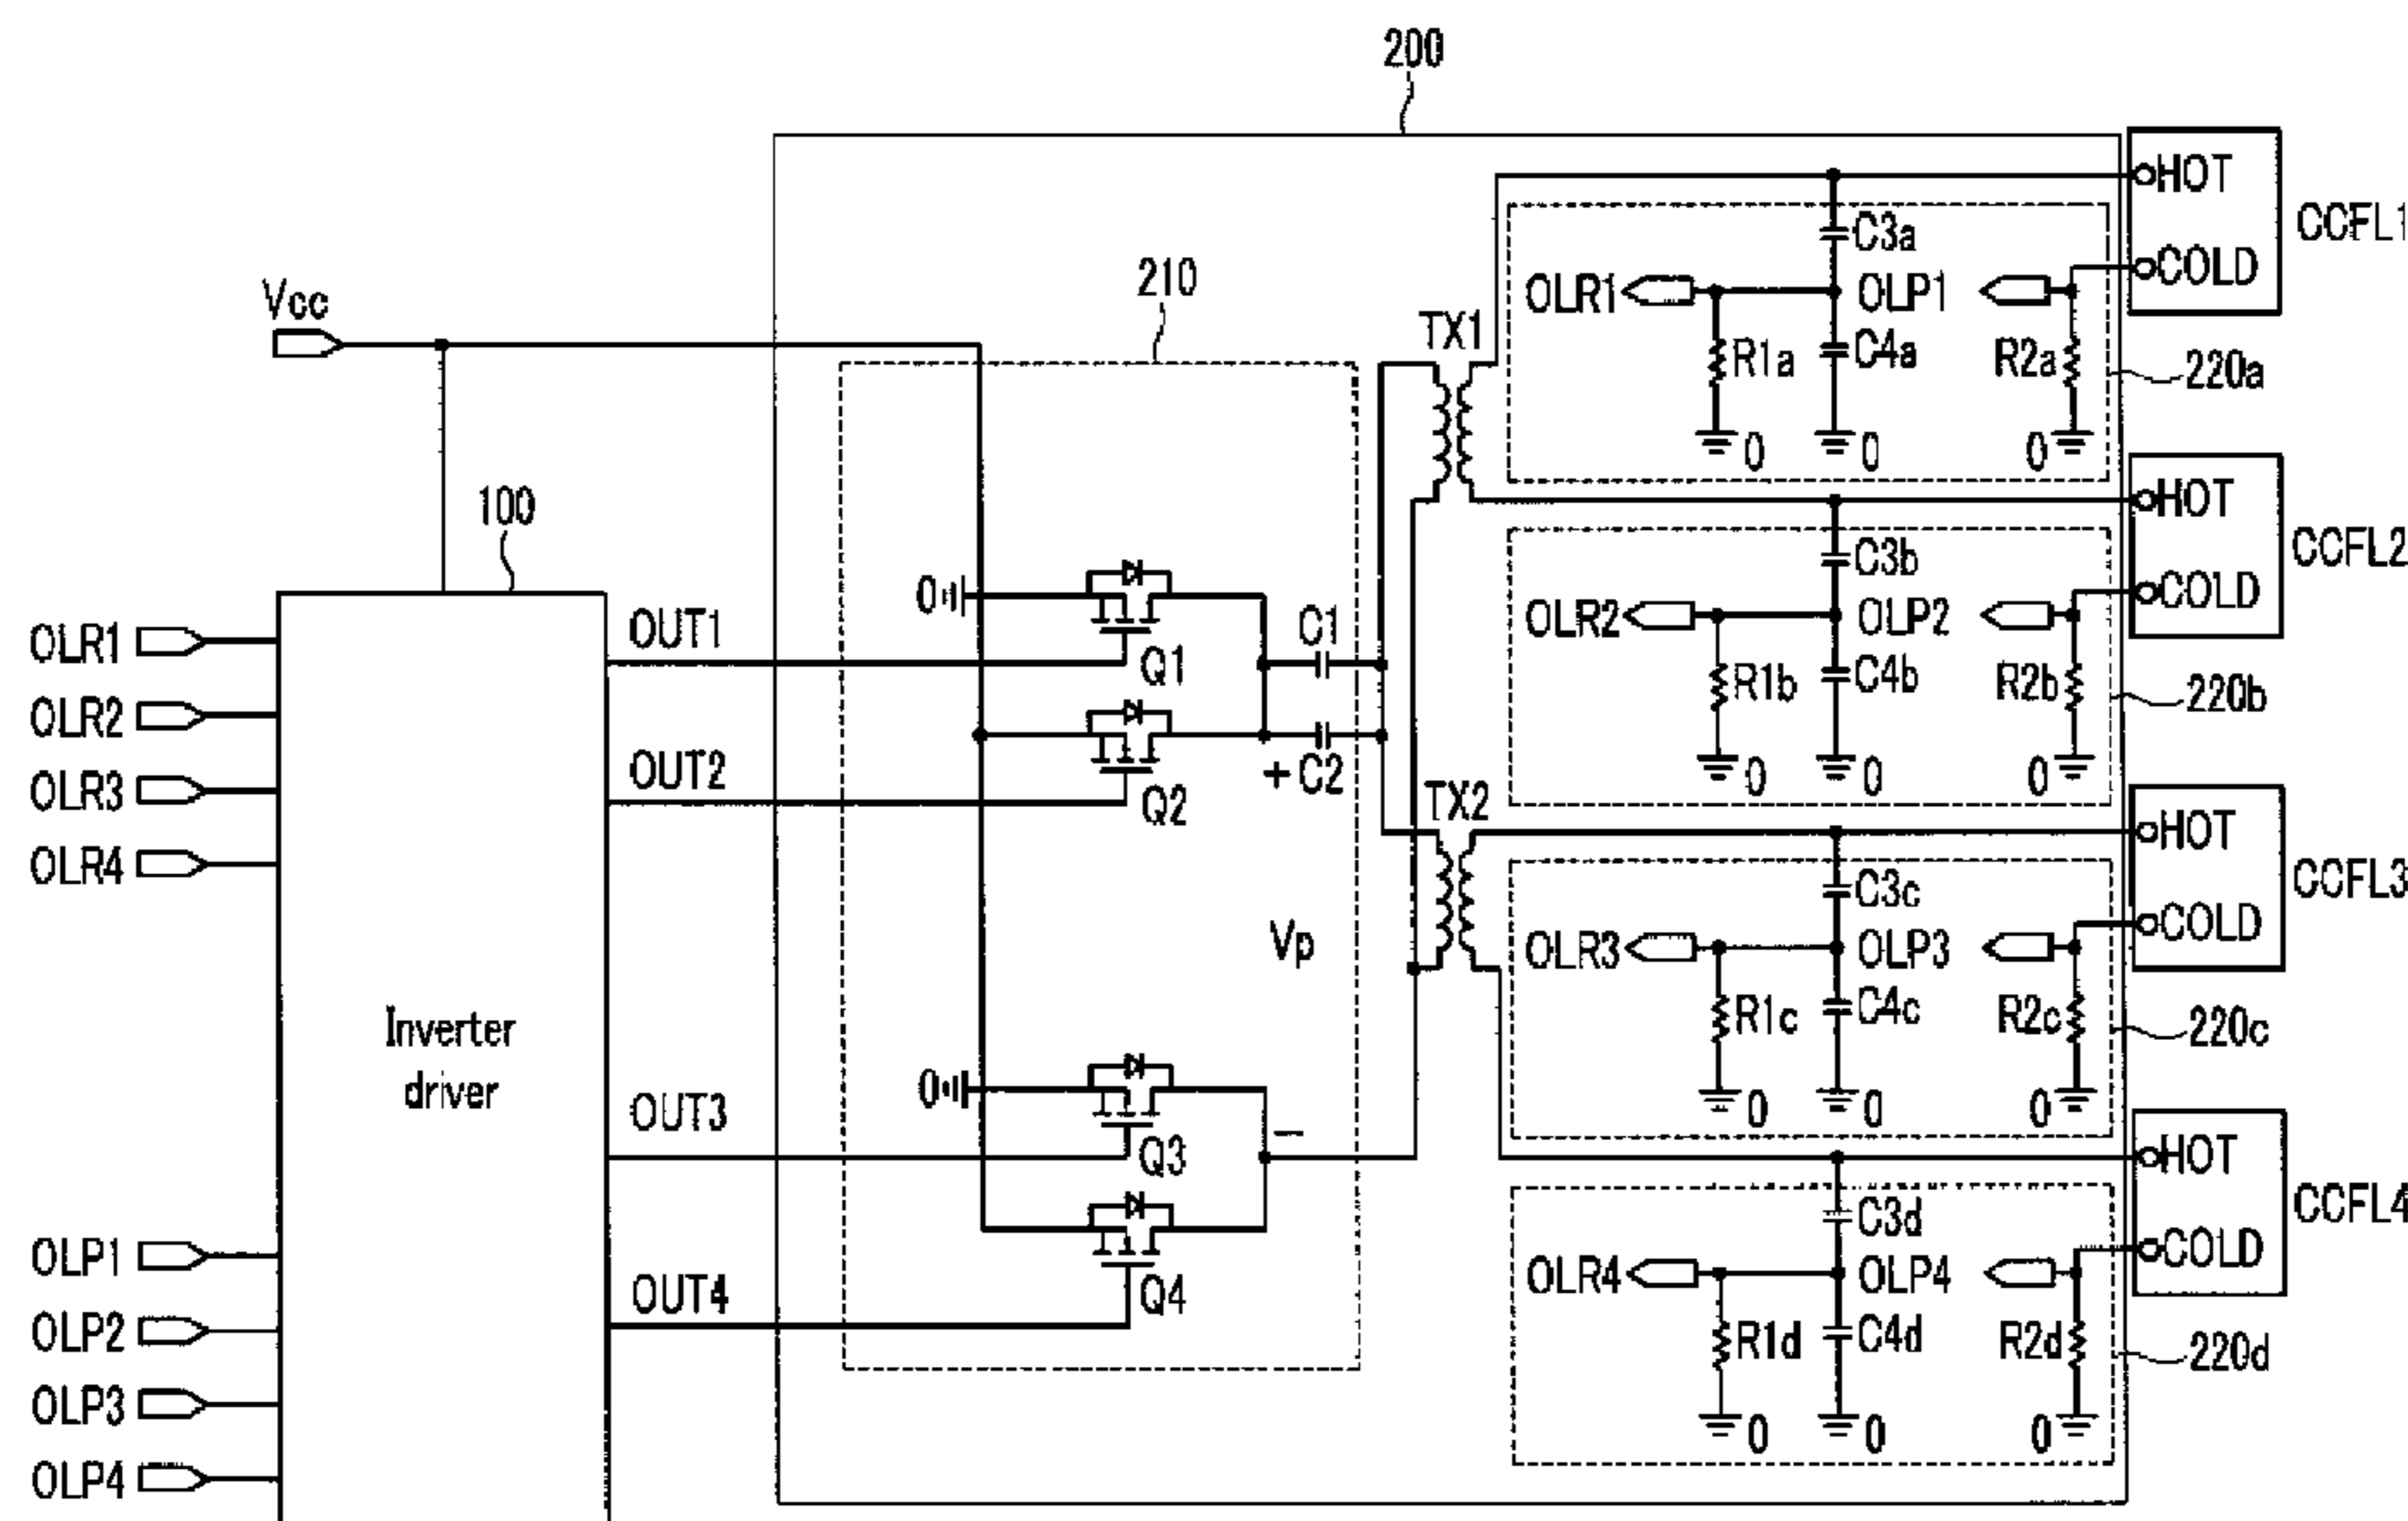 200
HOT
CCFL1
COLD
C3a
OLR1
OLP1
C4a
R1a
R2a
220a
0
0
0
210
Vcc
TX1
100
HOT
CCFL2
COLD
C3b
OLR2
OLP2
C4b
R1b
R2b
220b
0
0
0
0
OUT1
Q1
C1
OUT2
Q2
+ C2
TX2
OLR1
OLR2
OLR3
OLR4
HOT
CCFL3
COLD
C3c
OLR3
OLP3
C4c
R1c
R2c
220c
0
0
0
Vp
Inverter
driver
0
OUT3
Q3
−
OUT4
Q4
HOT
CCFL4
COLD
C3d
OLR4
OLP4
C4d
R1d
R2d
220d
0
0
0
OLP1
OLP2
OLP3
OLP4